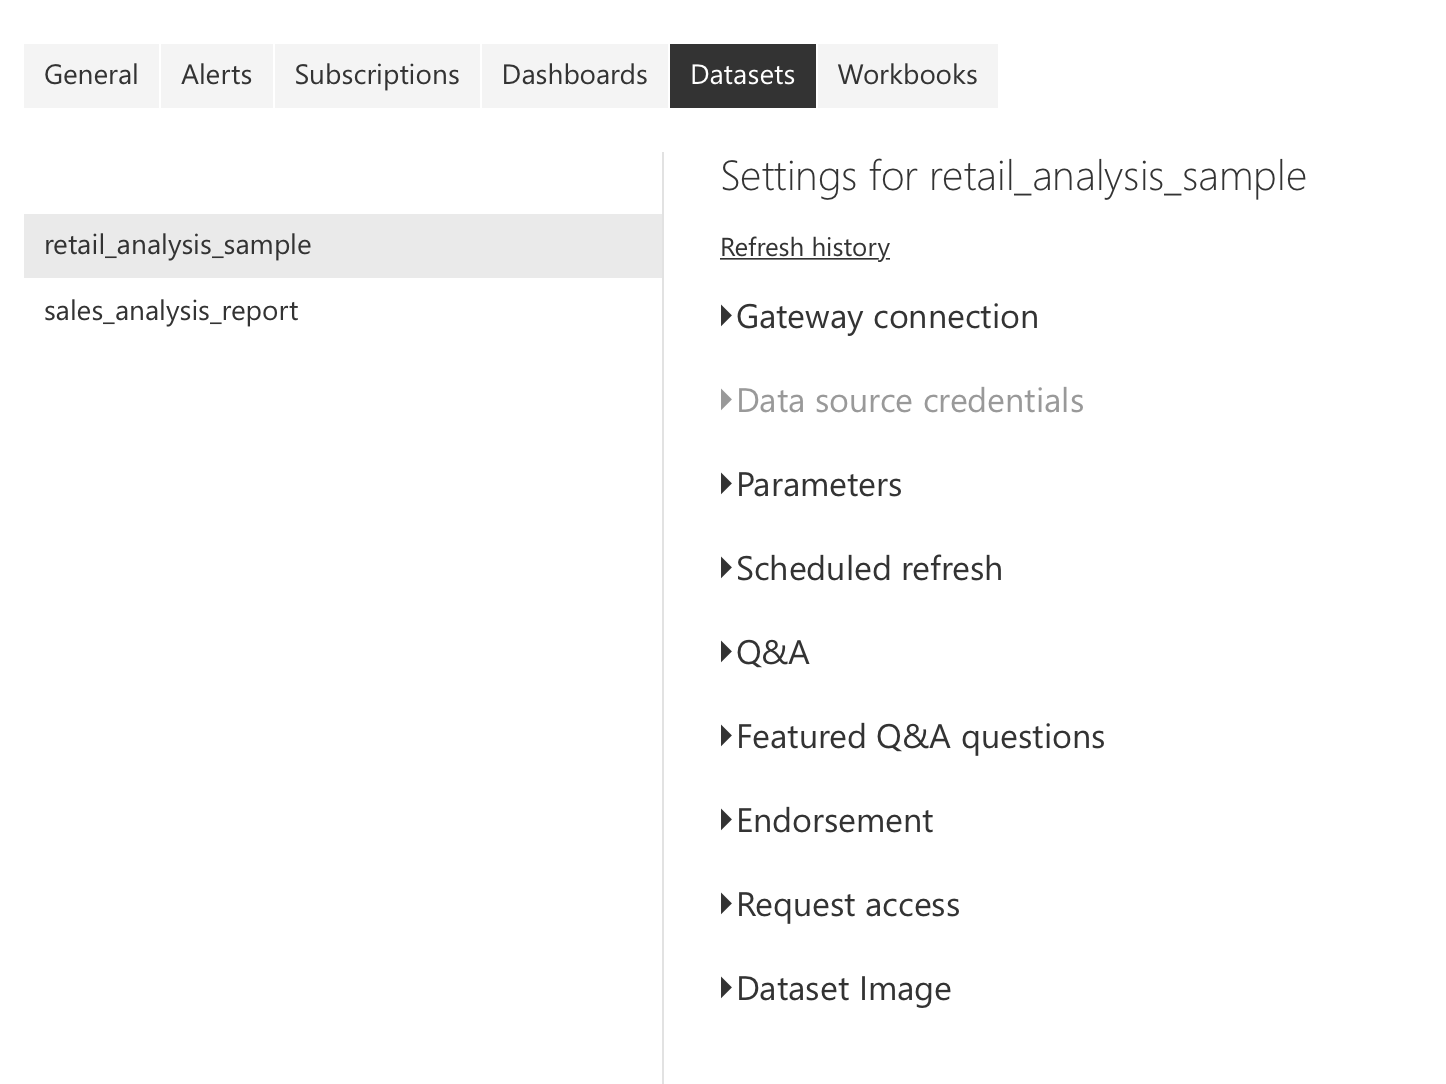 General Alerts Subscriptions Dashboards Datasets Workbooks
retail_analysis_sample
sales_analysis_report
Settings for retail_analysis_sample
Refresh history
Gateway connection
Data source credentials
Parameters
Scheduled refresh
Q&A
Featured Q&A questions
Endorsement
Request access
Dataset Image